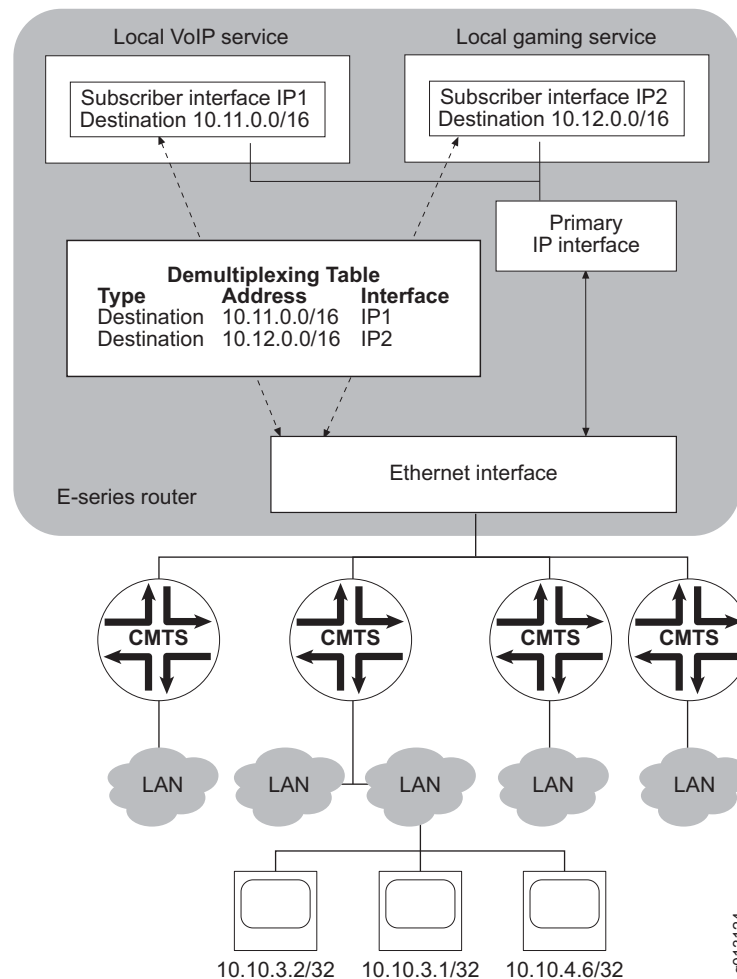 Local VoIP service
Local gaming service
Subscriber interface IP1
Destination 10.11.0.0/16
Subscriber interface IP2
Destination 10.12.0.0/16
Primary
IP interface
Demultiplexing Table
Type Address Interface
Destination 10.11.0.0/16 IP1
Destination 10.12.0.0/16 IP2
Ethernet interface
E-series router
CMTS CMTS CMTS CMTS
LAN LAN LAN LAN LAN
10.10.3.2/32 10.10.3.1/32 10.10.4.6/32